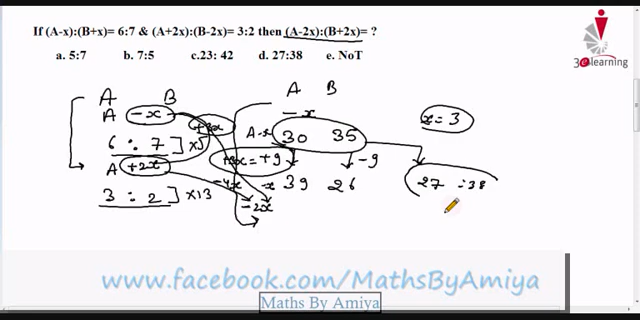 If (A-x):(B+x)= 6:7 & (A+2x):(B-2x)= 3:2 then (A-2x):(B+2x)= ?
a. 5:7 b. 7:5 c.23: 42 d. 27:38 e. NoT
3e-learning
A B
A -x
+3x
6 : 7 ] x5
A +2x
3 : 2 ] x13
A B
-x
A-x 30 35
+3x = +9 -9
-4x -x 39 26
-2x
x = 3
27 : 38
www.facebook.com/MathsByAmiya
Maths By Amiya